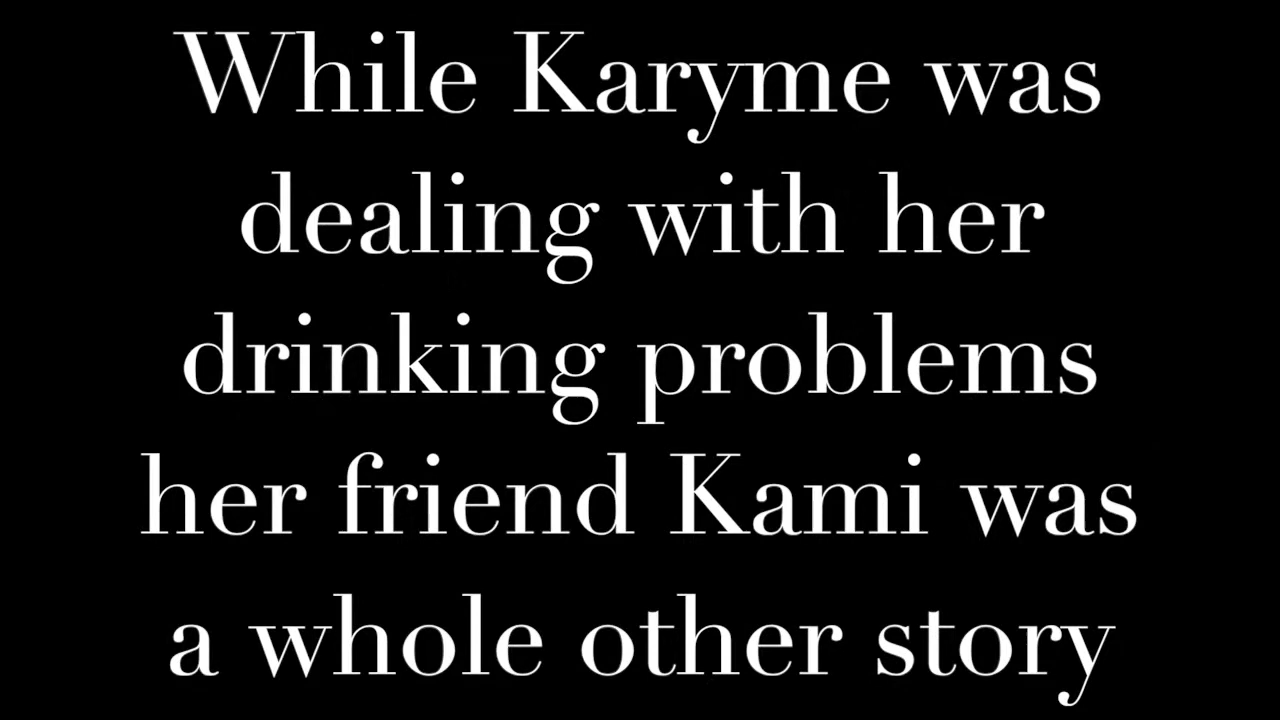 While Karyme was
dealing with her
drinking problems
her friend Kami was
a whole other story